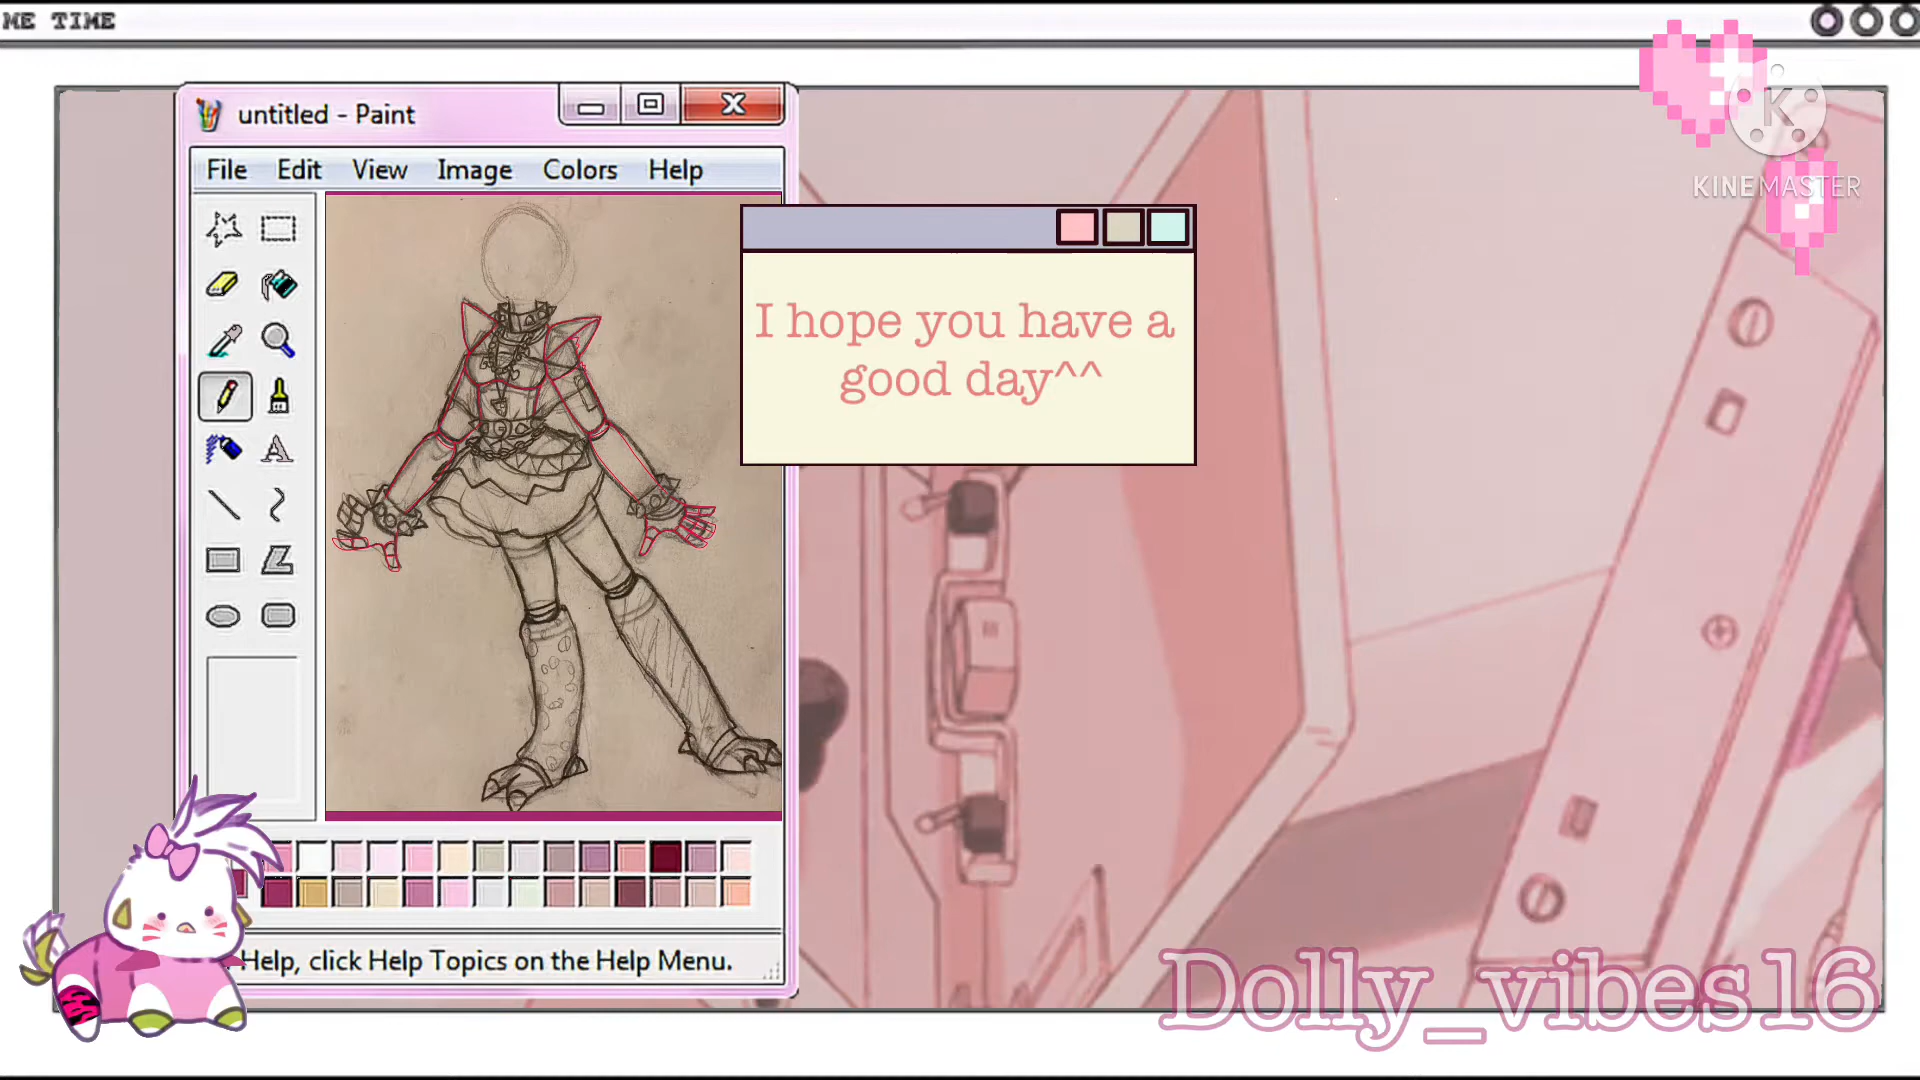 ME TIME
untitled - Paint
File Edit View Image Colors Help
KINEMASTER
I hope you have a
good day^^
Help, click Help Topics on the Help Menu.
Dolly_vibes16